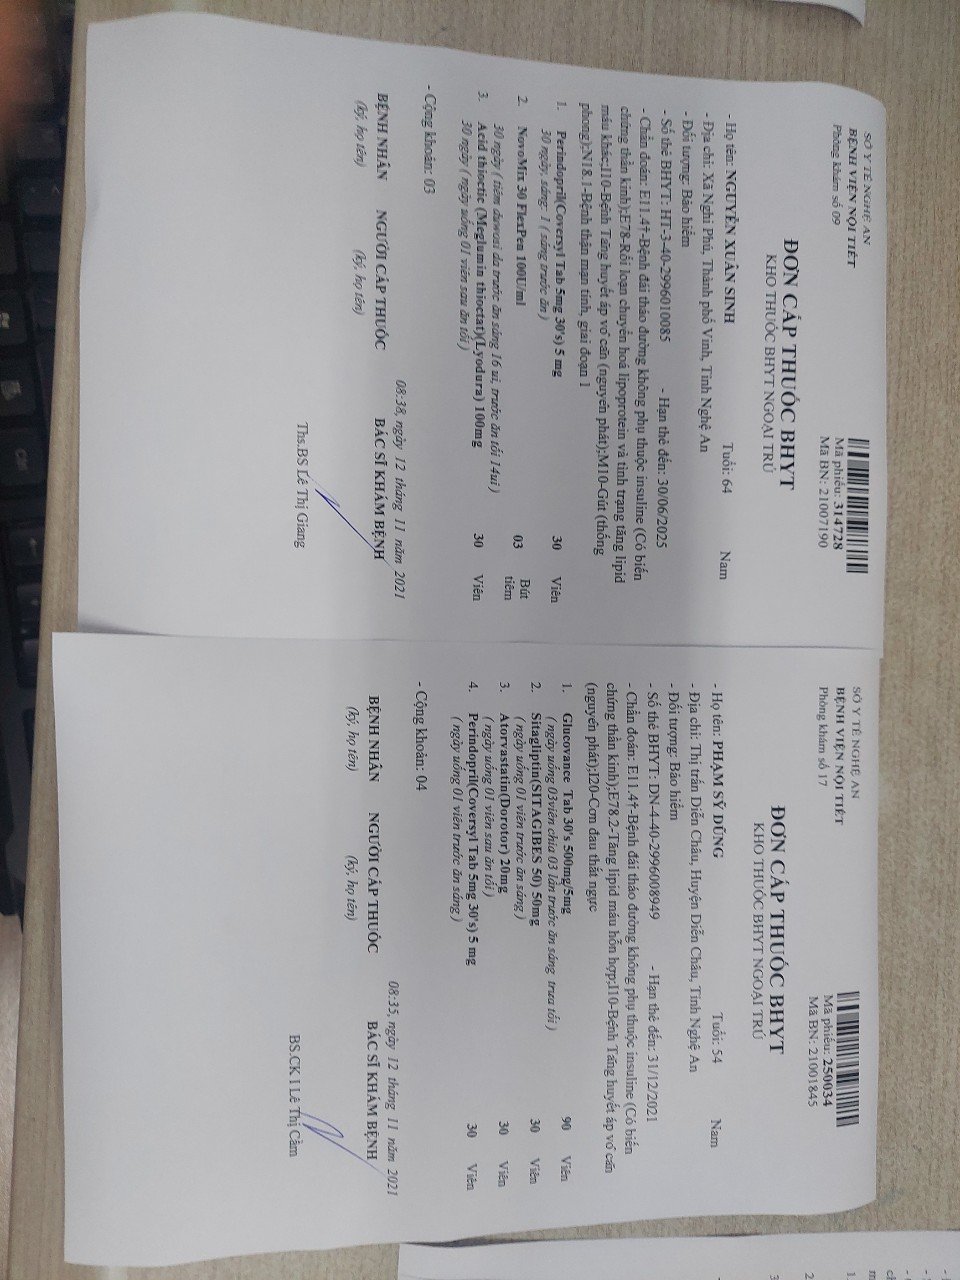 SỞ Y TẾ NGHỆ AN
BỆNH VIỆN NỘI TIẾT
Phòng khám số 09
Mã phiếu: 314728
Mã BN: 21007190
ĐƠN CẤP THUỐC BHYT
KHO THUỐC BHYT NGOẠI TRÚ
- Họ tên: NGUYỄN XUÂN SINH Tuổi: 64 Nam
- Địa chỉ: Xã Nghi Phú, Thành phố Vinh, Tỉnh Nghệ An
- Đối tượng: Bảo hiểm
- Số thẻ BHYT: HT-3-40-2996010085 - Hạn thẻ đến: 30/06/2025
- Chẩn đoán: E11.4†-Bệnh đái tháo đường không phụ thuộc insuline (Có biến
chứng thần kinh);E78-Rối loạn chuyển hoá lipoprotein và tình trạng tăng lipid
máu khác;I10-Bệnh Tăng huyết áp vô căn (nguyên phát);M10-Gút (thống
phong);N18.1-Bệnh thận mạn tính, giai đoạn 1
1. Perindopril(Coversyl Tab 5mg 30's) 5 mg 30 Viên
30 ngày, sáng: 1 ( sáng trước ăn )
2. NovoMix 30 FlexPen 100U/ml 03 Bút tiêm
30 ngày ( tiêm dưwosi da trước ăn sáng 16 ui, trước ăn tối 14ui )
3. Acid thioctic (Meglumin thioctat)(Lyodura) 100mg 30 Viên
30 ngày ( ngày uống 01 viên sau ăn tối )
- Cộng khoản: 03
08:38, ngày 12 tháng 11 năm 2021
BỆNH NHÂN NGƯỜI CẤP THUỐC BÁC SĨ KHÁM BỆNH
(ký, họ tên) (ký, họ tên)
Ths.BS Lê Thị Giang
SỞ Y TẾ NGHỆ AN
BỆNH VIỆN NỘI TIẾT
Phòng khám số 17
Mã phiếu: 250034
Mã BN: 21001845
ĐƠN CẤP THUỐC BHYT
KHO THUỐC BHYT NGOẠI TRÚ
- Họ tên: PHẠM SỸ DŨNG Tuổi: 54 Nam
- Địa chỉ: Thị trấn Diễn Châu, Huyện Diễn Châu, Tỉnh Nghệ An
- Đối tượng: Bảo hiểm
- Số thẻ BHYT: DN-4-40-2996008949 - Hạn thẻ đến: 31/12/2021
- Chẩn đoán: E11.4†-Bệnh đái tháo đường không phụ thuộc insuline (Có biến
chứng thần kinh);E78.2-Tăng lipid máu hỗn hợp;I10-Bệnh Tăng huyết áp vô căn
(nguyên phát);I20-Cơn đau thắt ngực
1. Glucovance Tab 30's 500mg/5mg 90 Viên
( ngày uống 03viên chia 03 lần trước ăn sáng trưa tối )
2. Sitagliptin(SITAGIBES 50) 50mg 30 Viên
( ngày uống 01 viên trước ăn sáng )
3. Atorvastatin(Dorotor) 20mg 30 Viên
( ngày uống 01 viên sau ăn tối )
4. Perindopril(Coversyl Tab 5mg 30's) 5 mg 30 Viên
( ngày uống 01 viên trước ăn sáng )
- Cộng khoản: 04
08:35, ngày 12 tháng 11 năm 2021
BỆNH NHÂN NGƯỜI CẤP THUỐC BÁC SĨ KHÁM BỆNH
(ký, họ tên) (ký, họ tên)
BS.CK I Lê Thị Cẩm